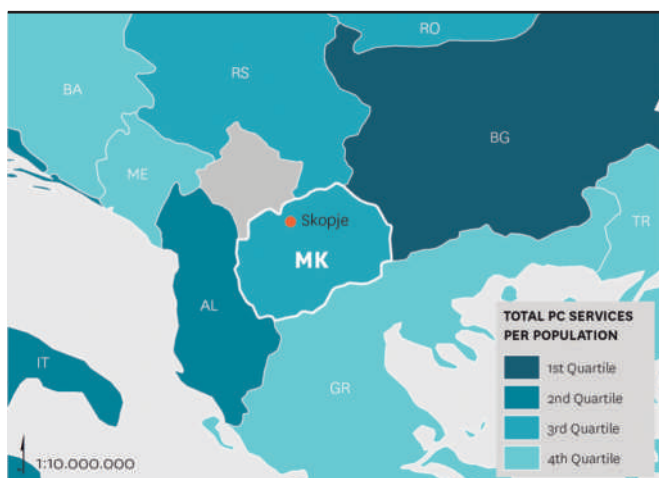 RO
RS
BA
BG
ME
TR
Skopje
MK
AL
IT
GR
TOTAL PC SERVICES
PER POPULATION
1st Quartile
2nd Quartile
3rd Quartile
4th Quartile
1:10.000.000